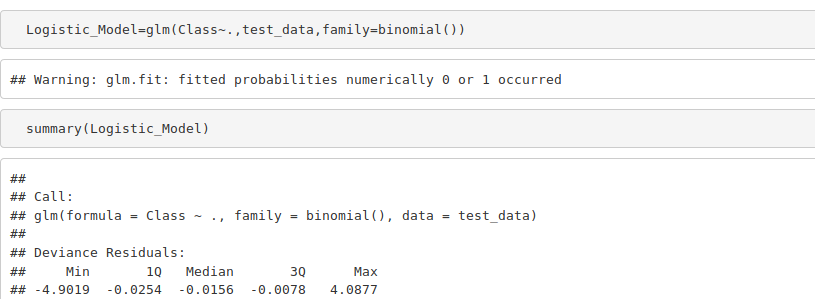 Logistic_Model=glm(Class~.,test_data,family=binomial())
## Warning: glm.fit: fitted probabilities numerically 0 or 1 occurred
summary(Logistic_Model)
##
## Call:
## glm(formula = Class ~ ., family = binomial(), data = test_data)
##
## Deviance Residuals:
##     Min       1Q   Median       3Q      Max
## -4.9019  -0.0254  -0.0156  -0.0078   4.0877